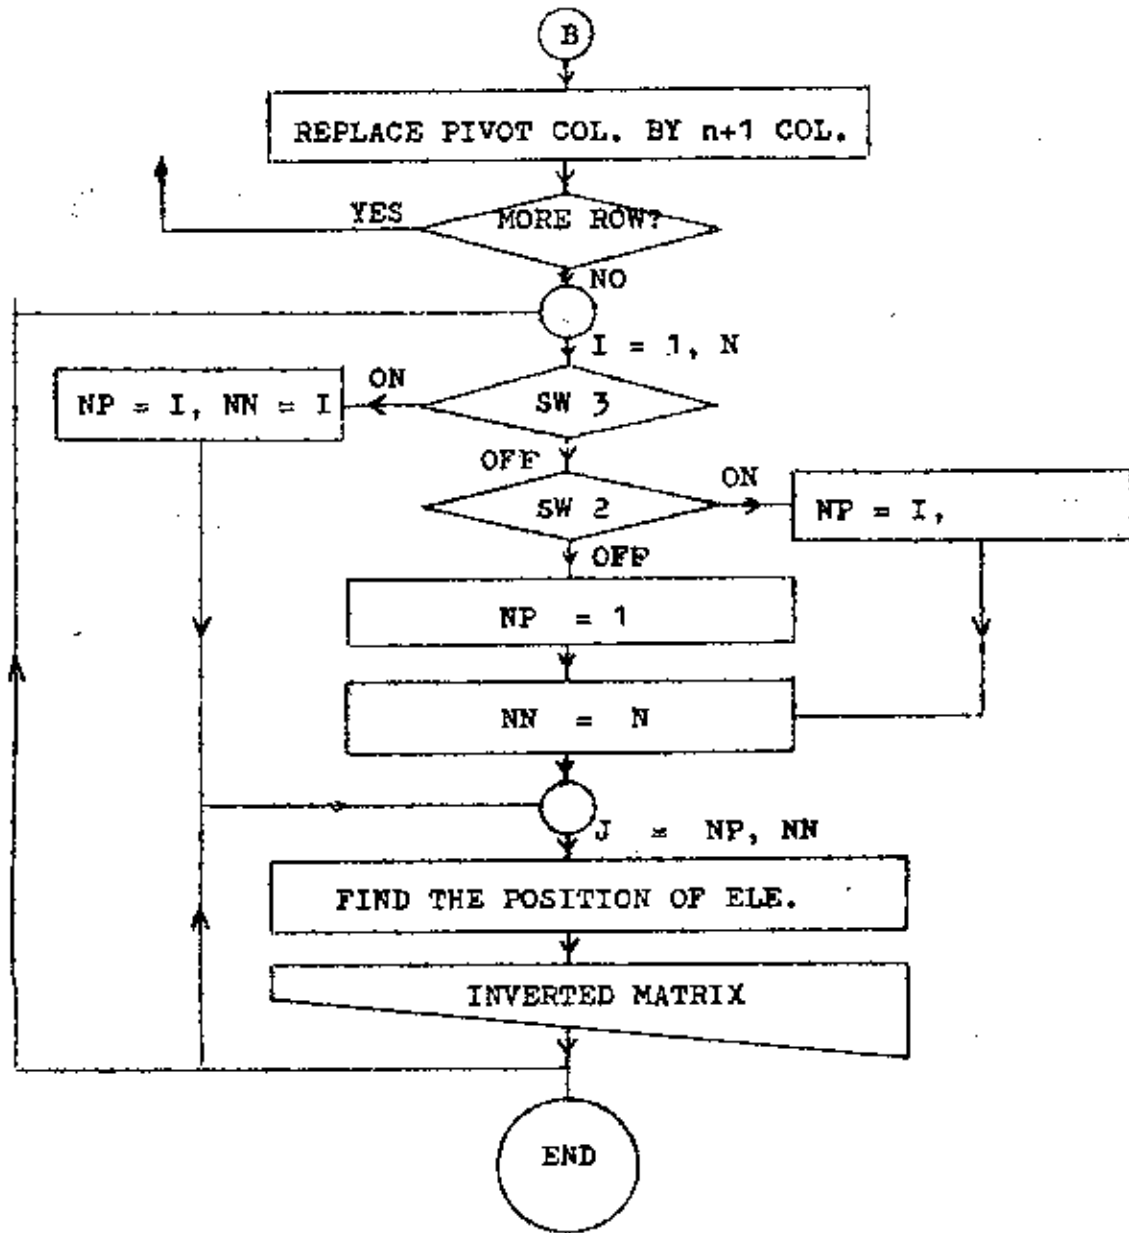 B
REPLACE PIVOT COL. BY n+1 COL.
YES
MORE ROW?
NO
I = 1, N
ON
NP = I, NN = I
SW 3
OFF
ON
SW 2
NP = I,
OFF
NP = 1
NN = N
J = NP, NN
FIND THE POSITION OF ELE.
INVERTED MATRIX
END